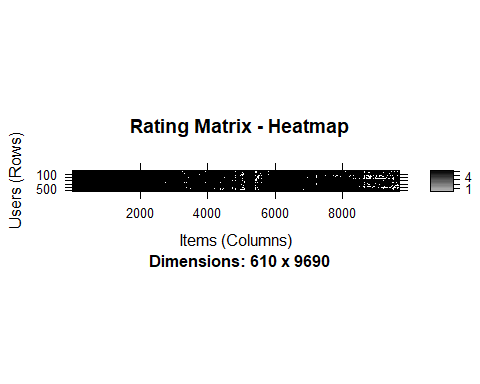 Rating Matrix - Heatmap
Users (Rows)
100
500
4
1
2000 4000 6000 8000
Items (Columns)
Dimensions: 610 x 9690